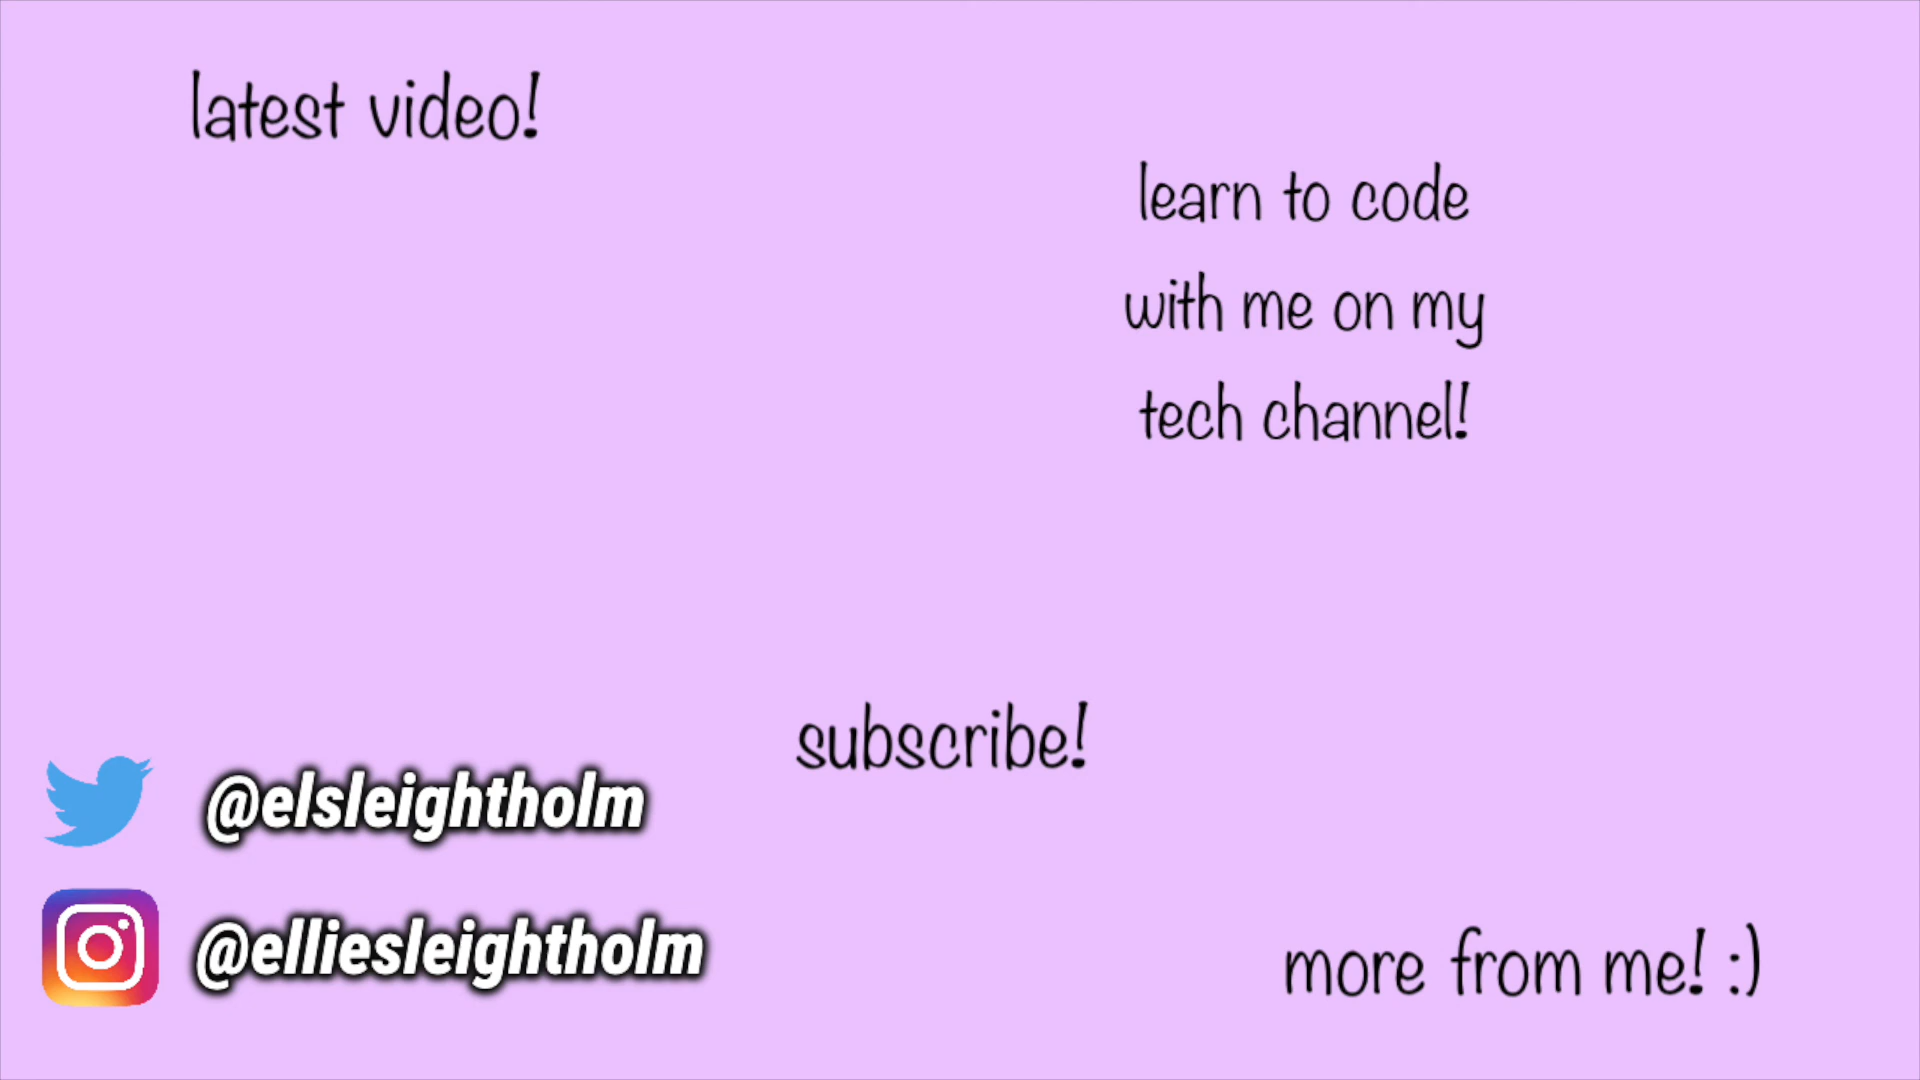 latest video!
learn to code
with me on my
tech channel!
subscribe!
@elsleightholm
@elliesleightholm
more from me! :)